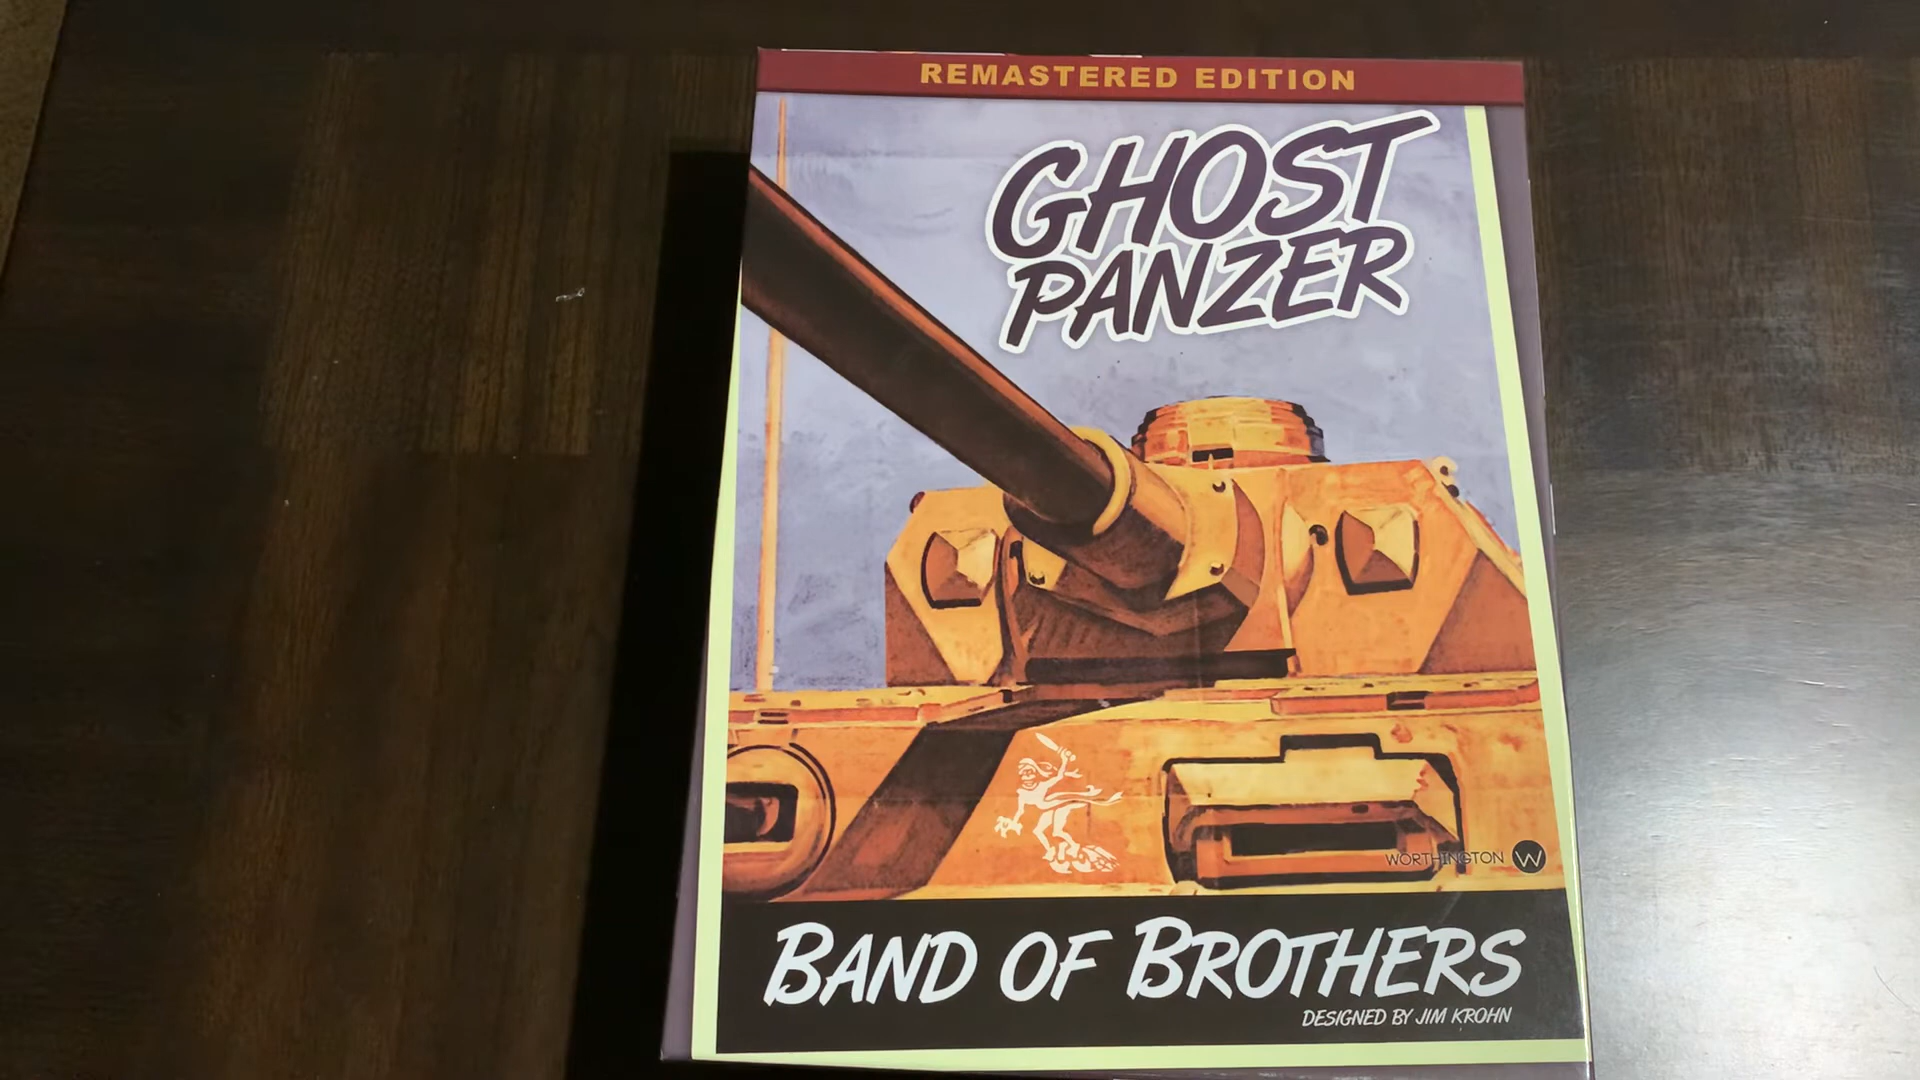 REMASTERED EDITION
GHOST
PANZER
WORTHINGTON W
BAND OF BROTHERS
DESIGNED BY JIM KROHN